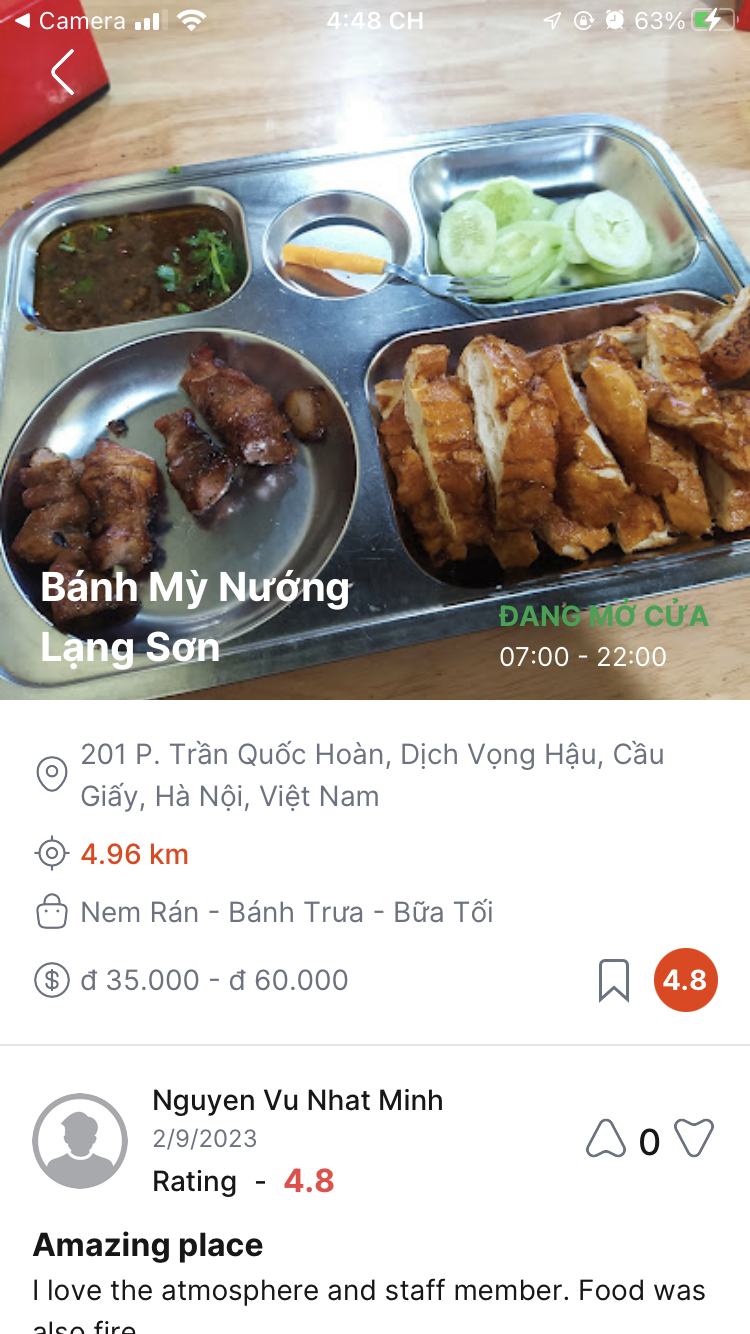 Camera
4:48 CH
63%
Bánh Mỳ Nướng
Lạng Sơn
ĐANG MỞ CỬA
07:00 - 22:00
201 P. Trần Quốc Hoàn, Dịch Vọng Hậu, Cầu
Giấy, Hà Nội, Việt Nam
4.96 km
Nem Rán - Bánh Trưa - Bữa Tối
đ 35.000 - đ 60.000
4.8
Nguyen Vu Nhat Minh
2/9/2023
0
Rating - 4.8
Amazing place
I love the atmosphere and staff member. Food was
also fire